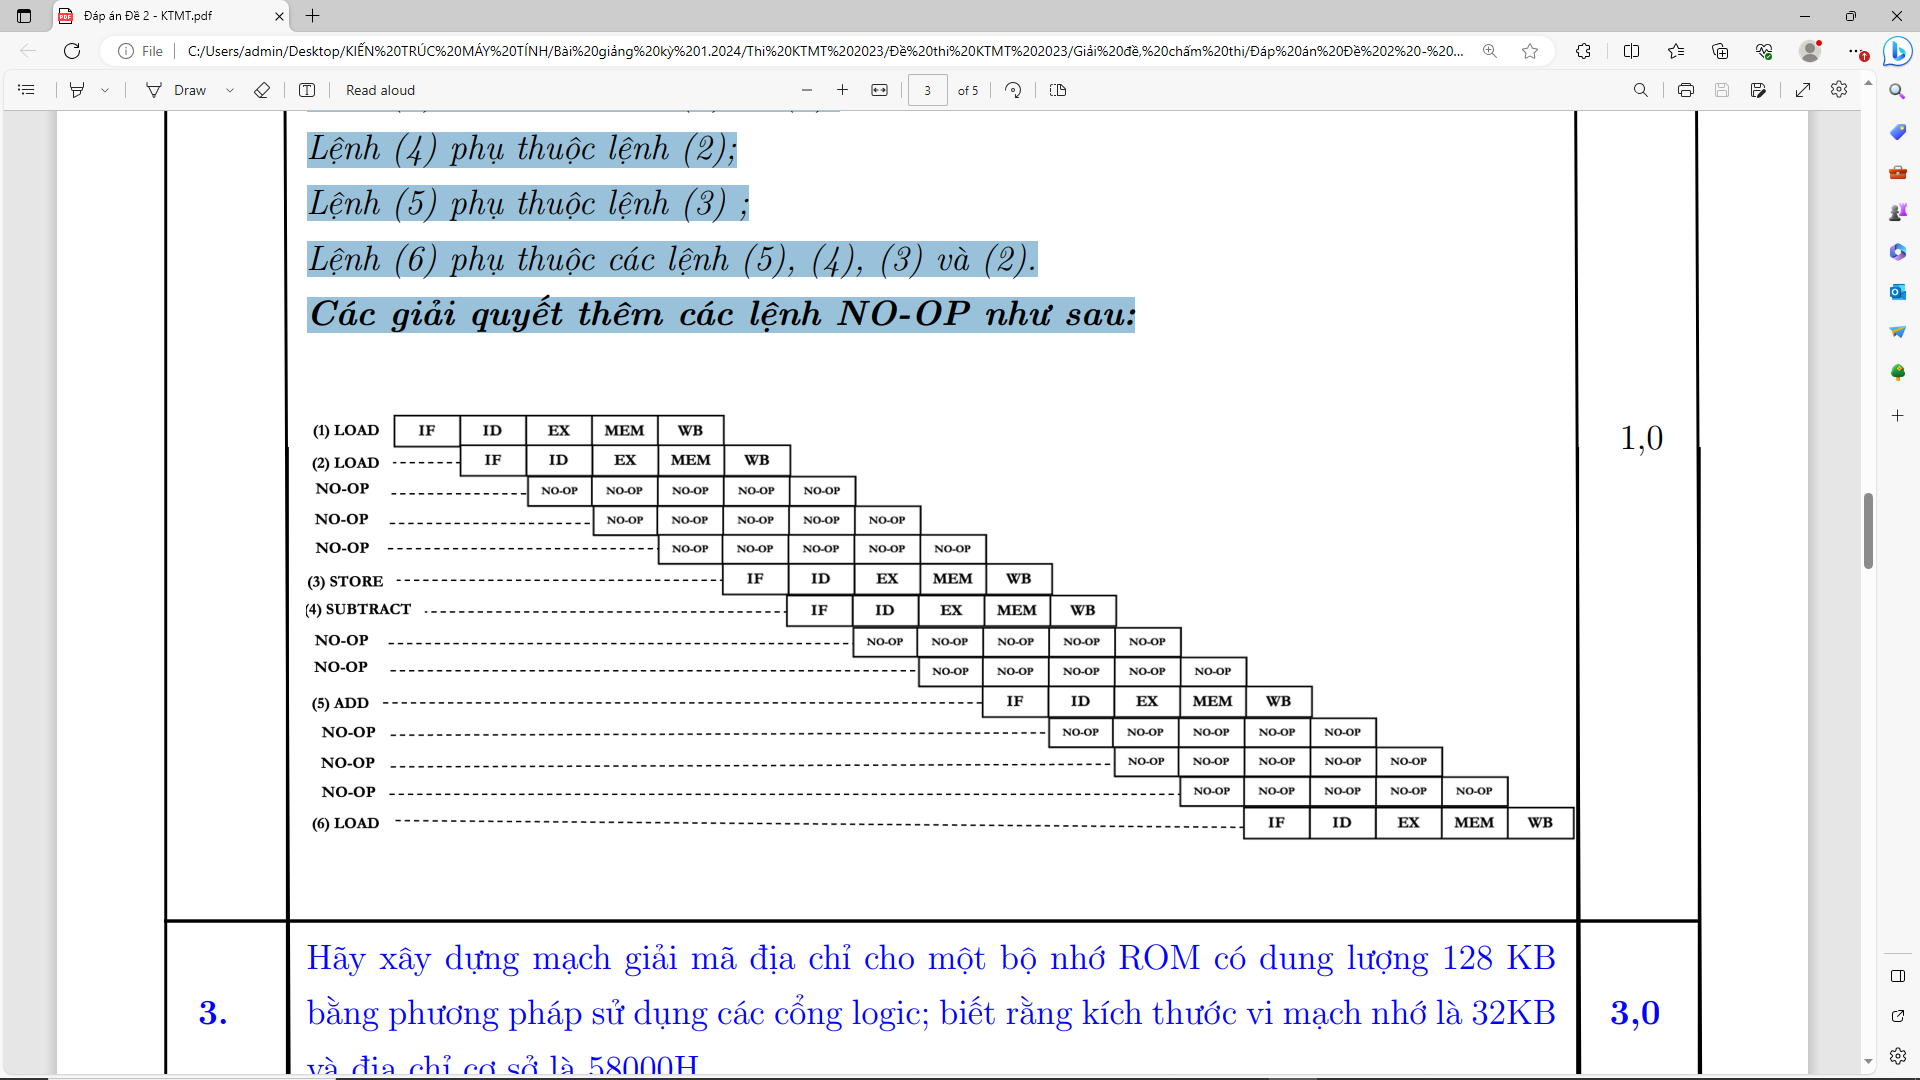 Đáp án Đề 2 - KTMT.pdf
File
C:/Users/admin/Desktop/KIẾN%20TRÚC%20MÁY%20TÍNH/Bài%20giảng%20kỳ%201.2024/Thi%20KTMT%202023/Đề%20thi%20KTMT%202023/Giải%20đề,%20chấm%20thi/Đáp%20án%20Đề%202%20-%20...
Draw
Read aloud
3 of 5
Lệnh (4) phụ thuộc lệnh (2);
Lệnh (5) phụ thuộc lệnh (3) ;
Lệnh (6) phụ thuộc các lệnh (5), (4), (3) và (2).
Các giải quyết thêm các lệnh NO-OP như sau:
1,0
(1) LOAD IF ID EX MEM WB
(2) LOAD IF ID EX MEM WB
NO-OP NO-OP NO-OP NO-OP NO-OP NO-OP
NO-OP NO-OP NO-OP NO-OP NO-OP NO-OP
NO-OP NO-OP NO-OP NO-OP NO-OP NO-OP
(3) STORE IF ID EX MEM WB
(4) SUBTRACT IF ID EX MEM WB
NO-OP NO-OP NO-OP NO-OP NO-OP NO-OP
NO-OP NO-OP NO-OP NO-OP NO-OP NO-OP
(5) ADD IF ID EX MEM WB
NO-OP NO-OP NO-OP NO-OP NO-OP NO-OP
NO-OP NO-OP NO-OP NO-OP NO-OP NO-OP
NO-OP NO-OP NO-OP NO-OP NO-OP NO-OP
(6) LOAD IF ID EX MEM WB
3.
Hãy xây dựng mạch giải mã địa chỉ cho một bộ nhớ ROM có dung lượng 128 KB
bằng phương pháp sử dụng các cổng logic; biết rằng kích thước vi mạch nhớ là 32KB
và địa chỉ cơ sở là 58000H
3,0